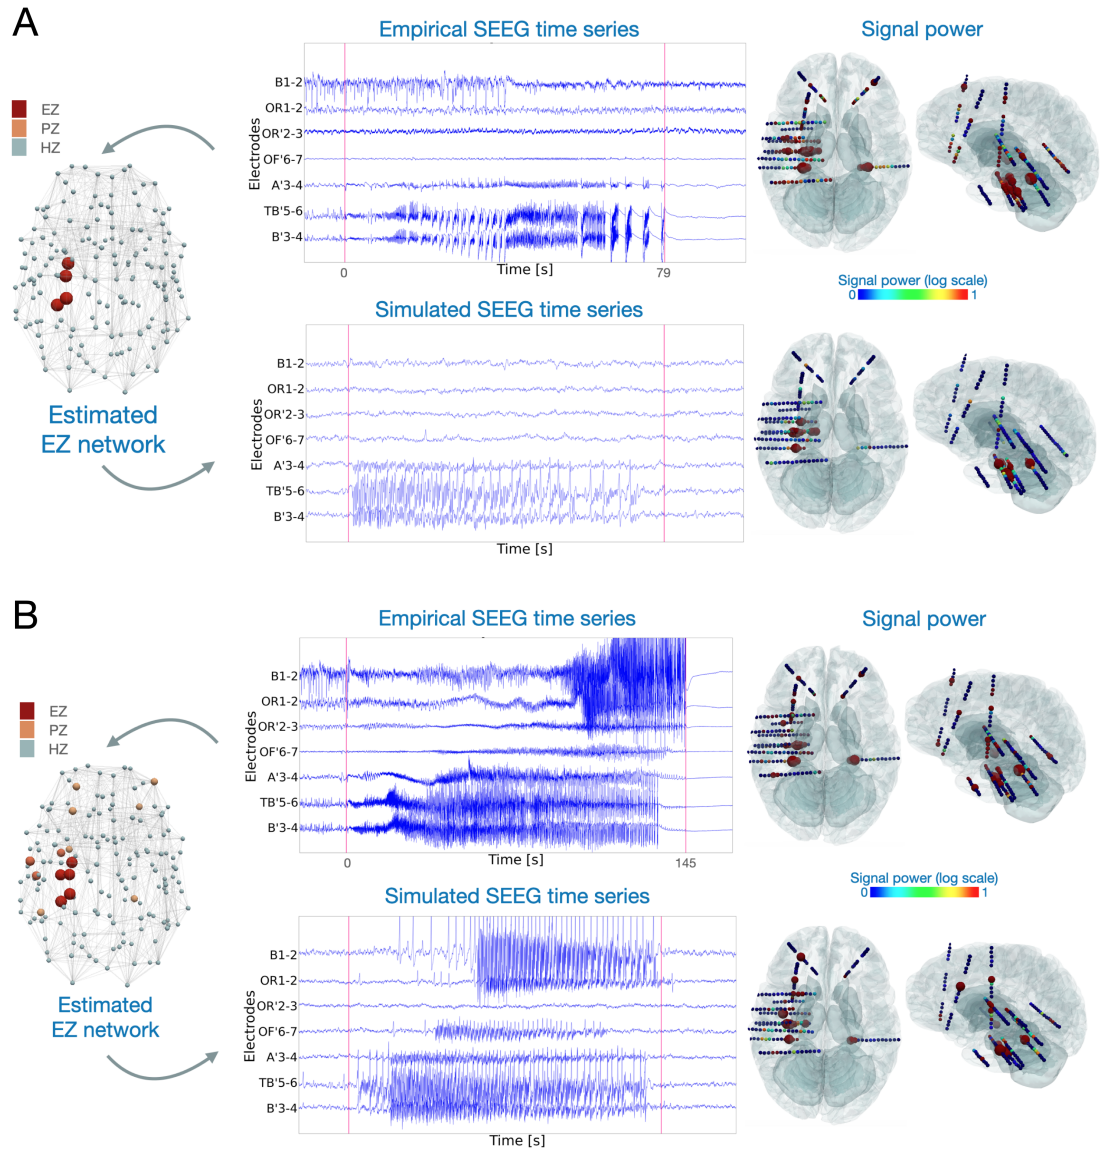 A
Empirical SEEG time series
Signal power
EZ
PZ
HZ
Electrodes
B1-2
OR1-2
OR'2-3
OF'6-7
A'3-4
TB'5-6
B'3-4
0
Time [s]
79
Estimated
EZ network
Signal power (log scale)
0
1
Simulated SEEG time series
Electrodes
B1-2
OR1-2
OR'2-3
OF'6-7
A'3-4
TB'5-6
B'3-4
Time [s]
B
Empirical SEEG time series
Signal power
EZ
PZ
HZ
Electrodes
B1-2
OR1-2
OR'2-3
OF'6-7
A'3-4
TB'5-6
B'3-4
0
Time [s]
145
Estimated
EZ network
Signal power (log scale)
0
1
Simulated SEEG time series
Electrodes
B1-2
OR1-2
OR'2-3
OF'6-7
A'3-4
TB'5-6
B'3-4
Time [s]